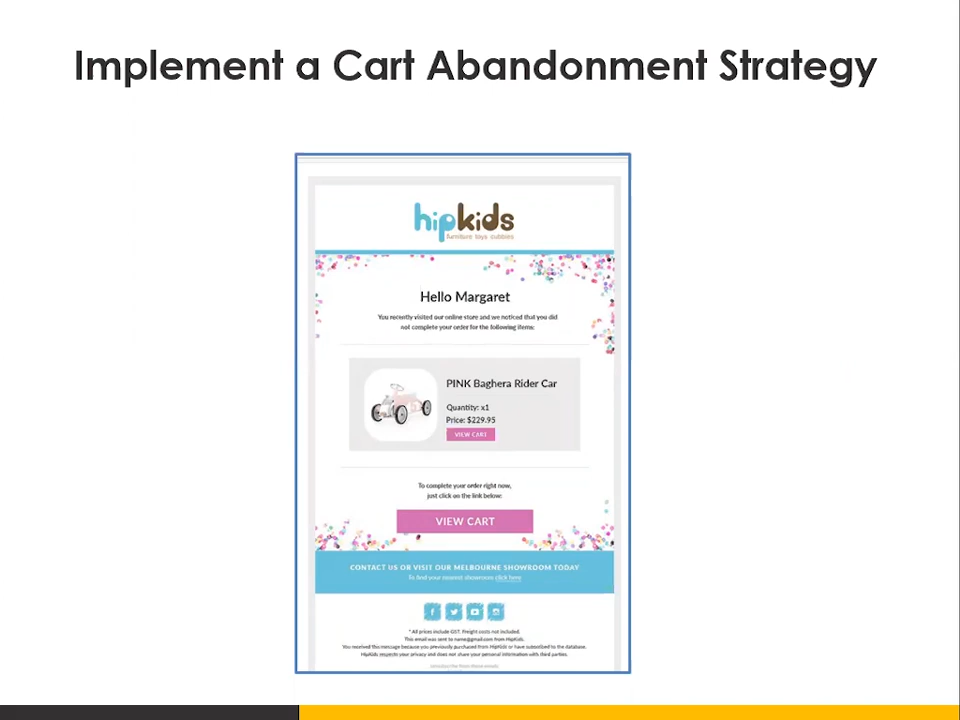 Implement a Cart Abandonment Strategy
hipkids
furniture toys cubbies
Hello Margaret
You recently visited our online store and we noticed that you did
not complete your order for the following items:
PINK Baghera Rider Car
Quantity: x1
Price: $229.95
VIEW CART
To complete your order right now,
just click on the link below:
VIEW CART
CONTACT US OR VISIT OUR MELBOURNE SHOWROOM TODAY
To find your nearest showroom click here
* All prices include GST. Freight costs not included.
This email was sent to name@gmail.com from HipKids.
You received this message because you previously purchased from HipKids or have subscribed to the database.
HipKids respects your privacy and does not share your personal information with third parties.